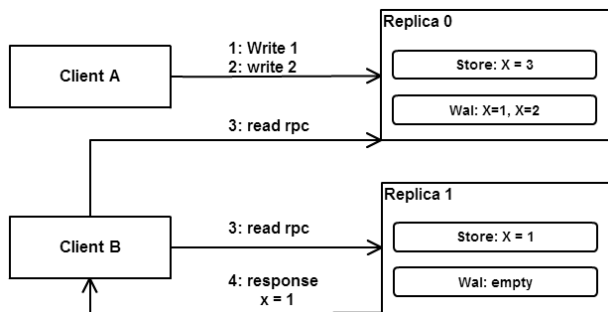 Replica 0
1: Write 1
2: write 2
Client A
Store: X = 3
Wal: X=1, X=2
3: read rpc
Replica 1
Client B
3: read rpc
Store: X = 1
4: response
x = 1
Wal: empty